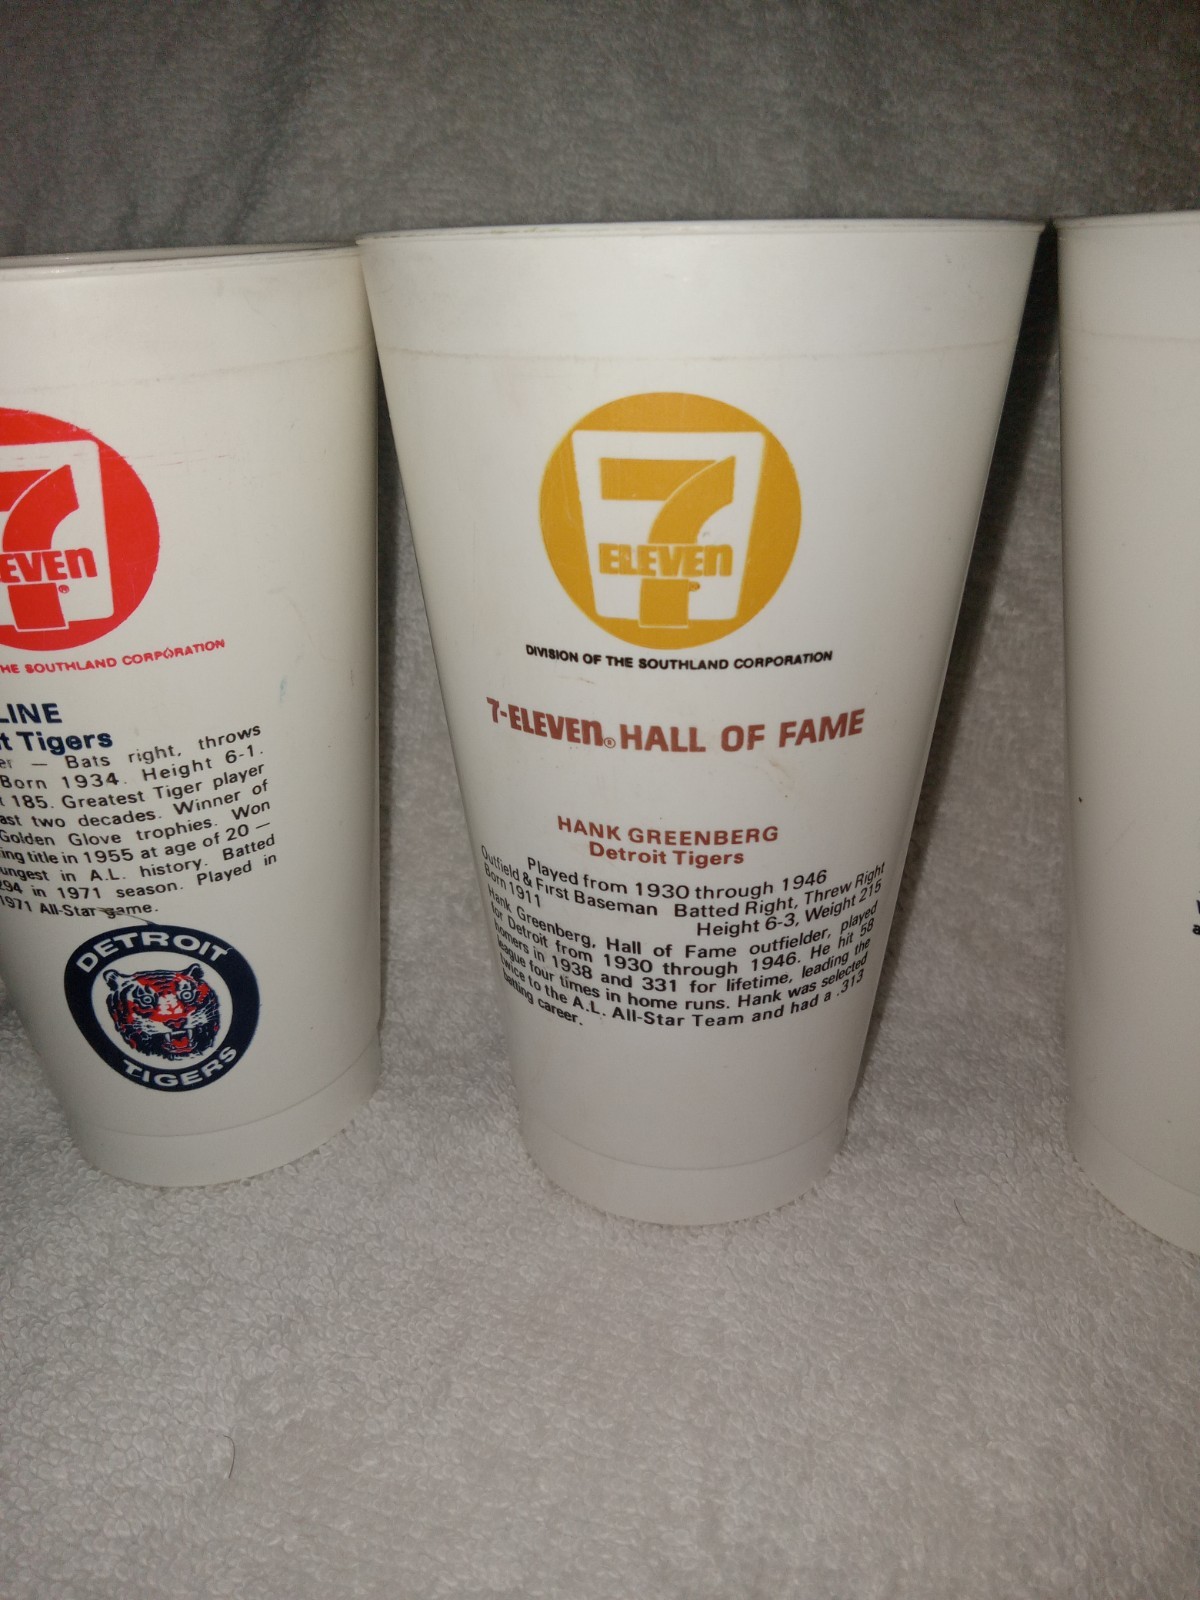 EVEN
®
HE SOUTHLAND CORPORATION
LINE
t Tigers
er — Bats right, throws
Born 1934. Height 6-1.
t 185. Greatest Tiger player
ast two decades. Winner of
Golden Glove trophies. Won
ing title in 1955 at age of 20 —
ungest in A.L. history. Batted
294 in 1971 season. Played in
1971 All-Star game.
DETROIT
TIGERS
7
ELEVEN
DIVISION OF THE SOUTHLAND CORPORATION
7-ELEVEN® HALL OF FAME
HANK GREENBERG
Detroit Tigers
Played from 1930 through 1946
Outfield & First Baseman Batted Right, Threw Right
Born 1911 Height 6-3, Weight 215
Hank Greenberg, Hall of Fame outfielder, played
for Detroit from 1930 through 1946. He hit 58
homers in 1938 and 331 for lifetime, leading the
league four times in home runs. Hank was selected
twice to the A.L. All-Star Team and had a .313
batting career.